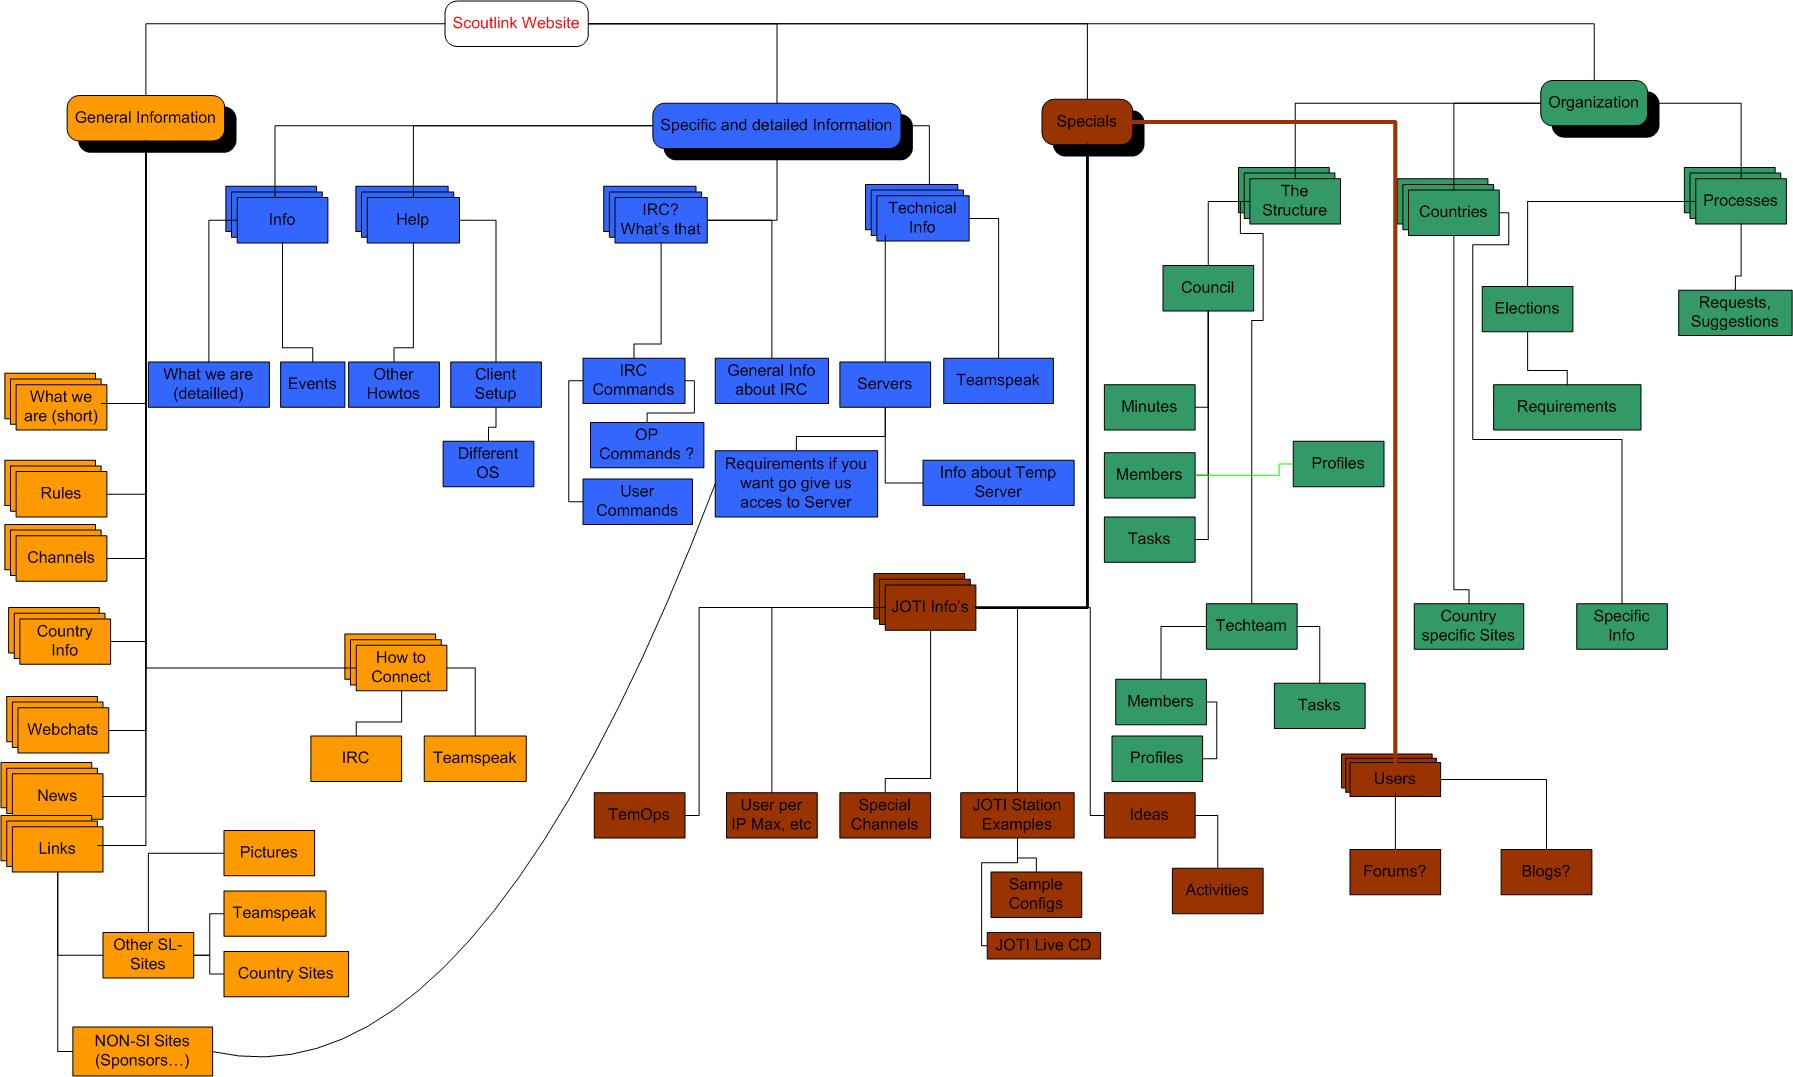 Scoutlink Website
General Information
Specific and detailed Information
Specials
Organization
Info
Help
IRC?
What's that
Technical
Info
The
Structure
Countries
Processes
Council
Elections
Requests,
Suggestions
What we
are (short)
What we are
(detailled)
Events
Other
Howtos
Client
Setup
IRC
Commands
General Info
about IRC
Servers
Teamspeak
Minutes
Requirements
OP
Commands ?
Different
OS
Requirements if you
want go give us
acces to Server
Info about Temp
Server
Members
Profiles
Rules
User
Commands
Tasks
Channels
JOTI Info's
Country
Info
How to
Connect
Techteam
Country
specific Sites
Specific
Info
Members
Tasks
Webchats
IRC
Teamspeak
Profiles
Users
News
TemOps
User per
IP Max, etc
Special
Channels
JOTI Station
Examples
Ideas
Links
Pictures
Forums?
Blogs?
Sample
Configs
Activities
Teamspeak
Other SL-
Sites
JOTI Live CD
Country Sites
NON-SI Sites
(Sponsors...)